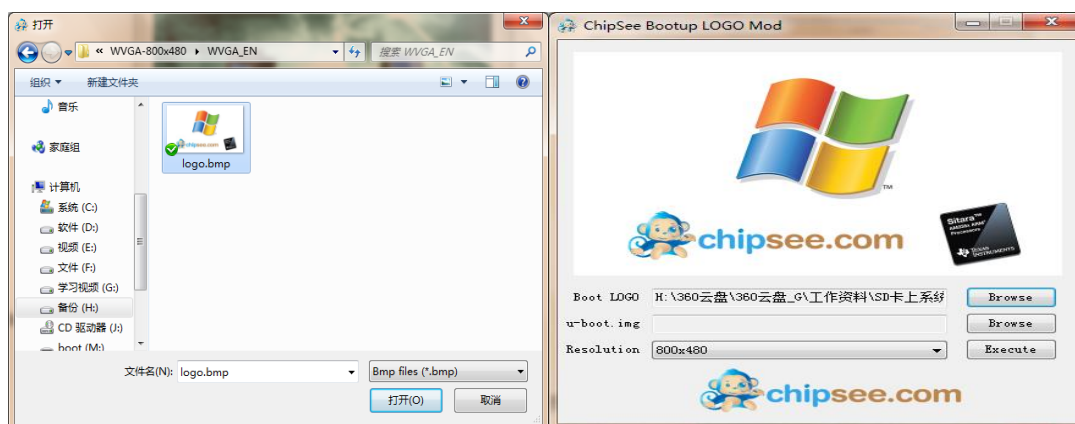 打开
« WVGA-800x480 ▸ WVGA_EN
搜索 WVGA_EN
组织 ▼
新建文件夹
音乐
家庭组
计算机
系统 (C:)
软件 (D:)
视频 (E:)
文件 (F:)
学习视频 (G:)
备份 (H:)
CD 驱动器 (J:)
boot (M:)
logo.bmp
文件名(N): logo.bmp
Bmp files (*.bmp)
打开(O)
取消
ChipSee Bootup LOGO Mod
TM
chipsee.com
Sitara™
Processors
Texas
Instruments
Boot LOGO H:\360云盘\360云盘_G\工作资料\SD卡上系统
Browse
u-boot.img
Browse
Resolution 800x480
Execute
chipsee.com